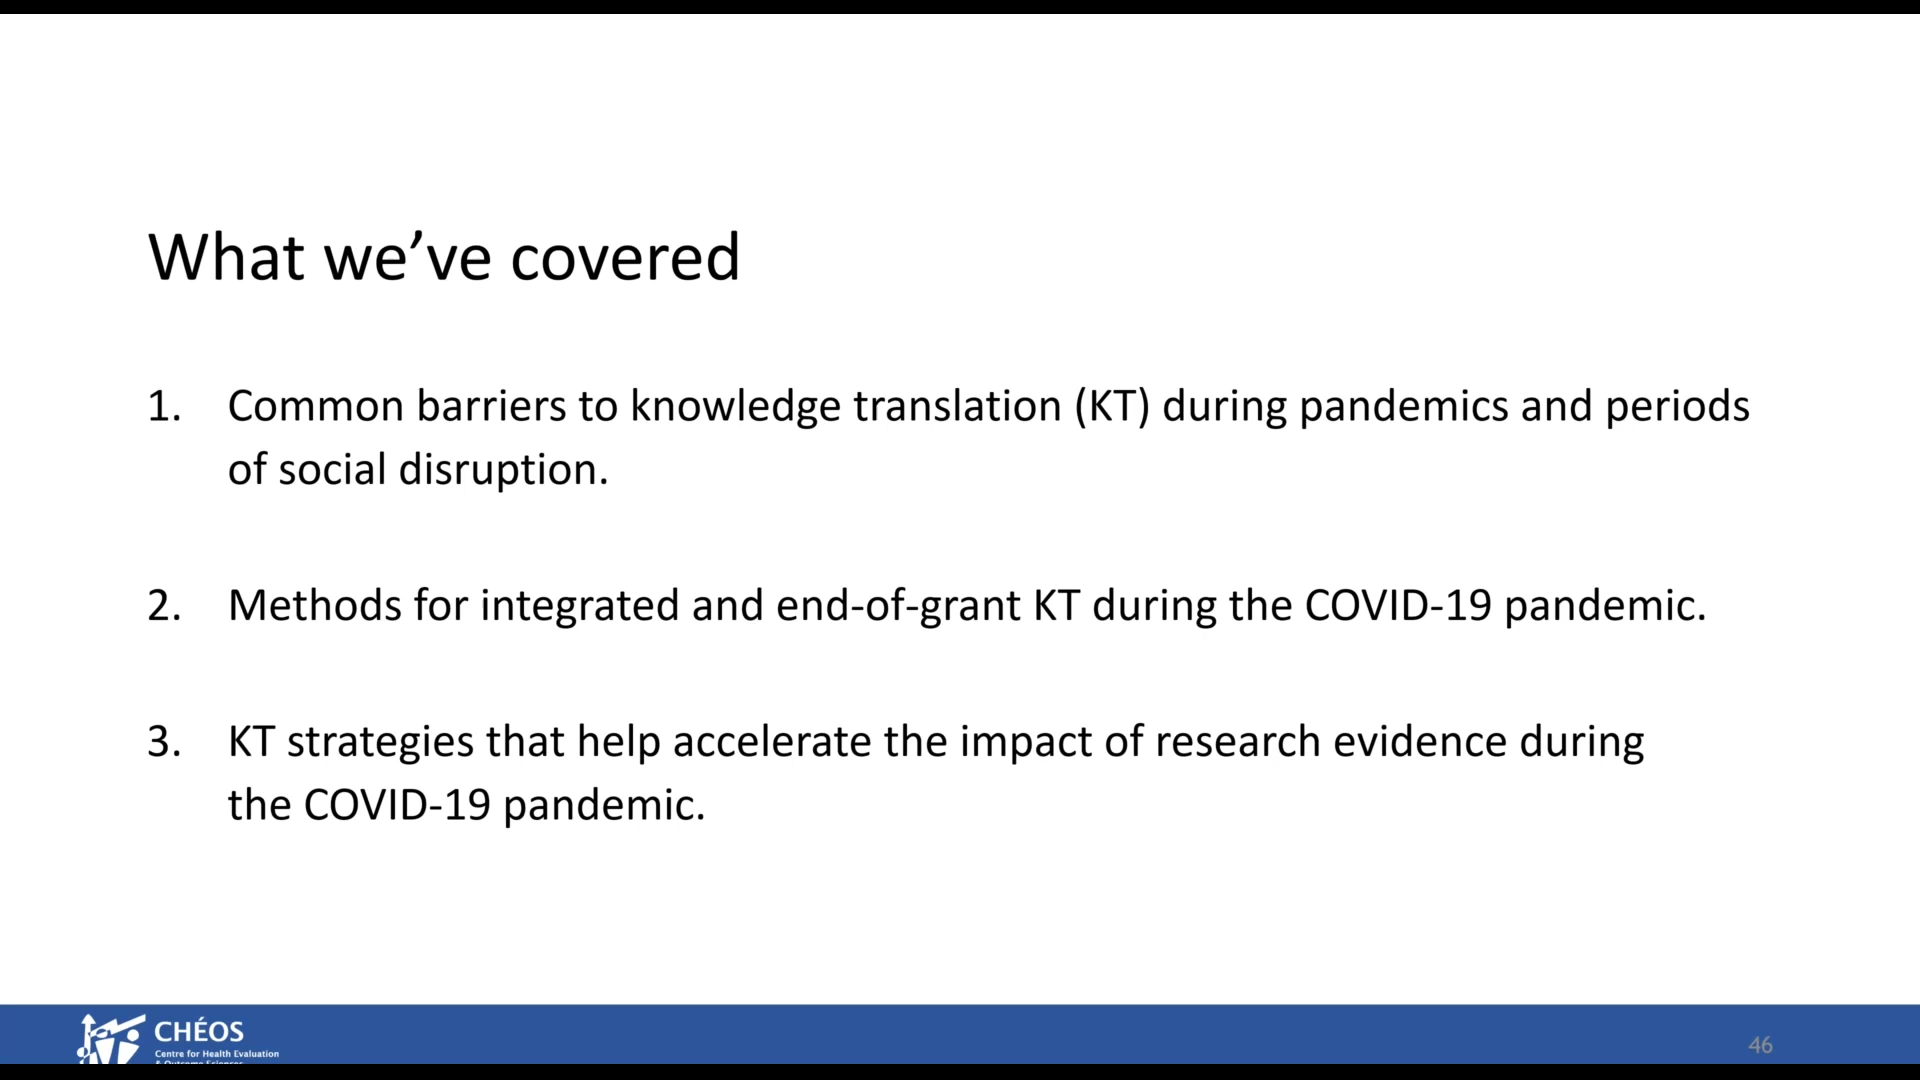 What we’ve covered
1. Common barriers to knowledge translation (KT) during pandemics and periods
of social disruption.
2. Methods for integrated and end-of-grant KT during the COVID-19 pandemic.
3. KT strategies that help accelerate the impact of research evidence during
the COVID-19 pandemic.
CHÉOS
Centre for Health Evaluation
& Outcome Sciences
46